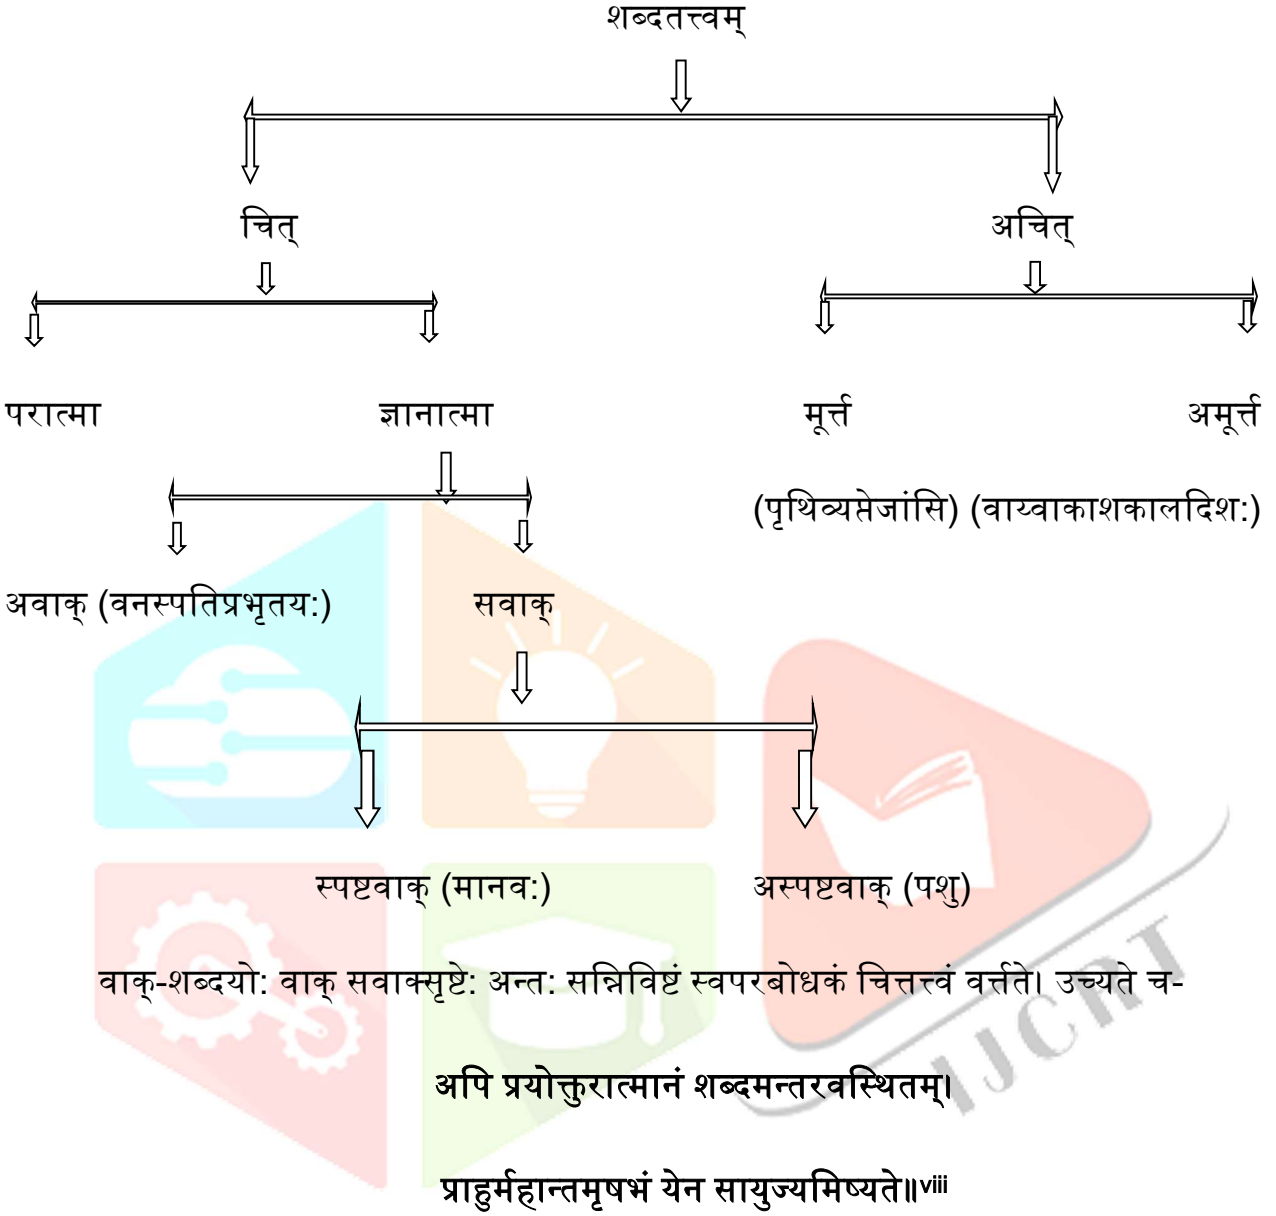 शब्दतत्त्वम्
चित् अचित्
परात्मा ज्ञानात्मा मूर्त्त अमूर्त्त
(पृथिव्यप्तेजांसि) (वाय्वाकाशकालदिश:)
अवाक् (वनस्पतिप्रभृतय:) सवाक्
स्पष्टवाक् (मानव:) अस्पष्टवाक् (पशु)
वाक्-शब्दयो: वाक् सवाक्सृष्टे: अन्त: सन्निविष्टं स्वपरबोधकं चित्तत्त्वं वर्त्तते। उच्यते च-
अपि प्रयोक्तुरात्मानं शब्दमन्तरवस्थितम्।
प्राहुर्महान्तमृषभं येन सायुज्यमिष्यते॥viii
IJCRT